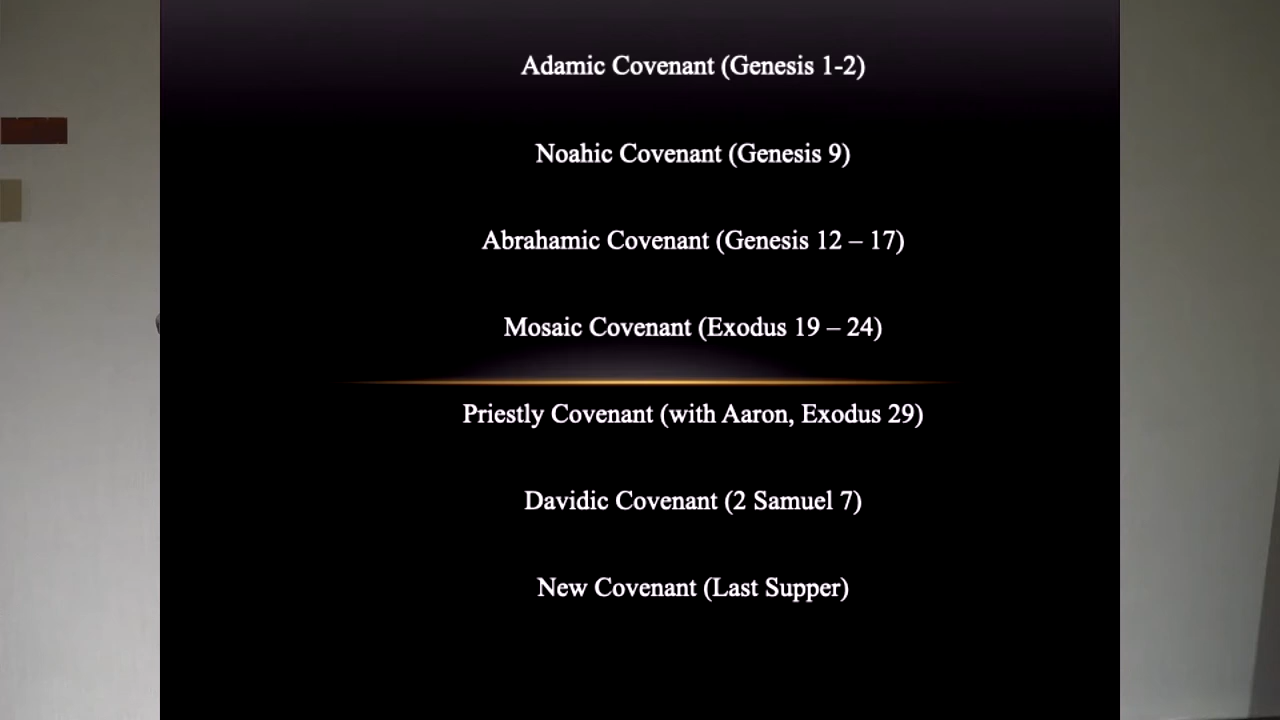 Adamic Covenant (Genesis 1-2)
Noahic Covenant (Genesis 9)
Abrahamic Covenant (Genesis 12 – 17)
Mosaic Covenant (Exodus 19 – 24)
Priestly Covenant (with Aaron, Exodus 29)
Davidic Covenant (2 Samuel 7)
New Covenant (Last Supper)